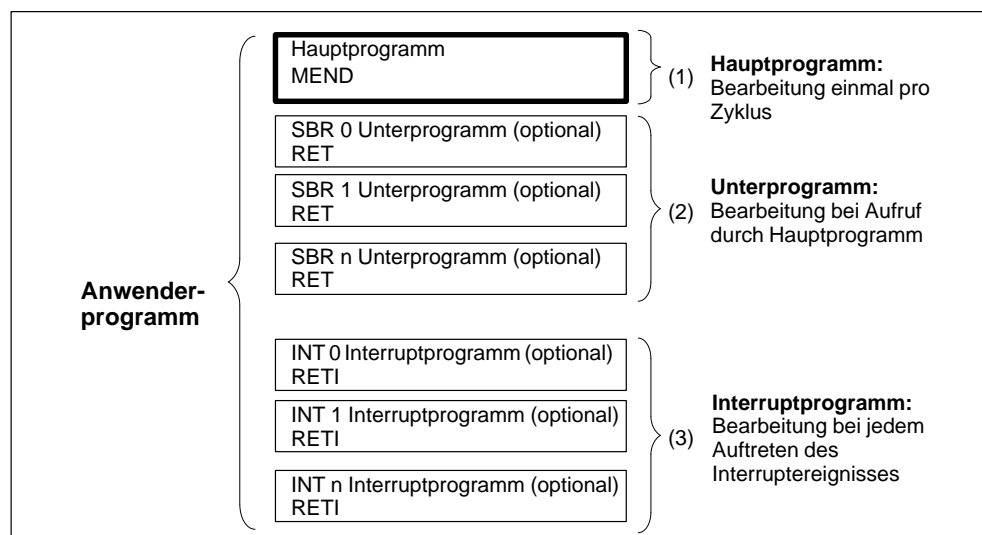 Anwender-
programm
Hauptprogramm
MEND
(1)
Hauptprogramm:
Bearbeitung einmal pro
Zyklus
SBR 0 Unterprogramm (optional)
RET
SBR 1 Unterprogramm (optional)
RET
SBR n Unterprogramm (optional)
RET
(2)
Unterprogramm:
Bearbeitung bei Aufruf
durch Hauptprogramm
INT 0 Interruptprogramm (optional)
RETI
INT 1 Interruptprogramm (optional)
RETI
INT n Interruptprogramm (optional)
RETI
(3)
Interruptprogramm:
Bearbeitung bei jedem
Auftreten des
Interruptereignisses